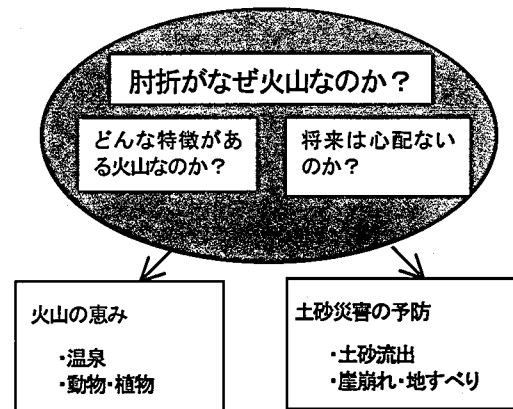 肘折がなぜ火山なのか？
どんな特徴があ
る火山なのか？
将来は心配ない
のか？
火山の恵み
・温泉
・動物・植物
土砂災害の予防
・土砂流出
・崖崩れ・地すべり